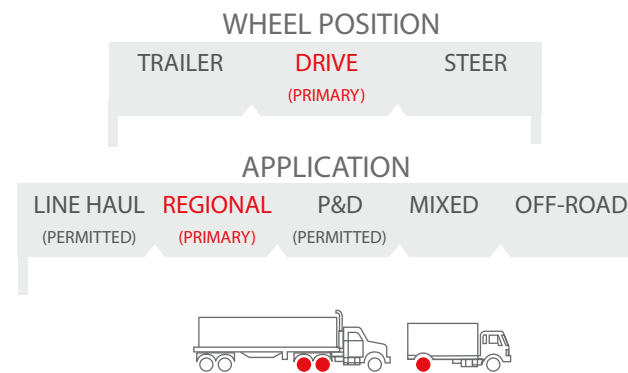 WHEEL POSITION
TRAILER DRIVE STEER
(PRIMARY)
APPLICATION
LINE HAUL REGIONAL P&D MIXED OFF-ROAD
(PERMITTED) (PRIMARY) (PERMITTED)